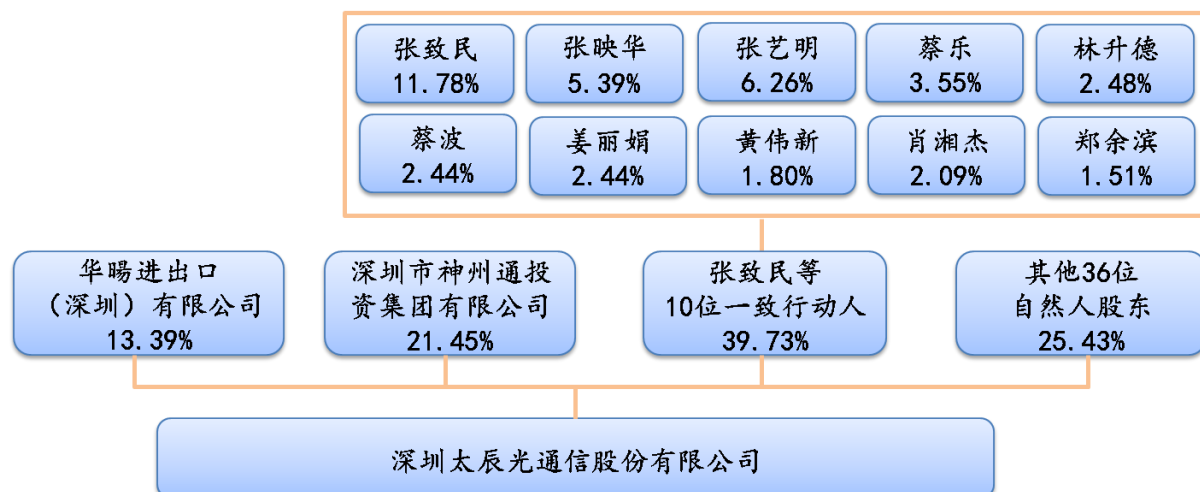 张致民
11.78%
张映华
5.39%
张艺明
6.26%
蔡乐
3.55%
林升德
2.48%
蔡波
2.44%
姜丽娟
2.44%
黄伟新
1.80%
肖湘杰
2.09%
郑余滨
1.51%
华暘进出口
（深圳）有限公司
13.39%
深圳市神州通投
资集团有限公司
21.45%
张致民等
10位一致行动人
39.73%
其他36位
自然人股东
25.43%
深圳太辰光通信股份有限公司